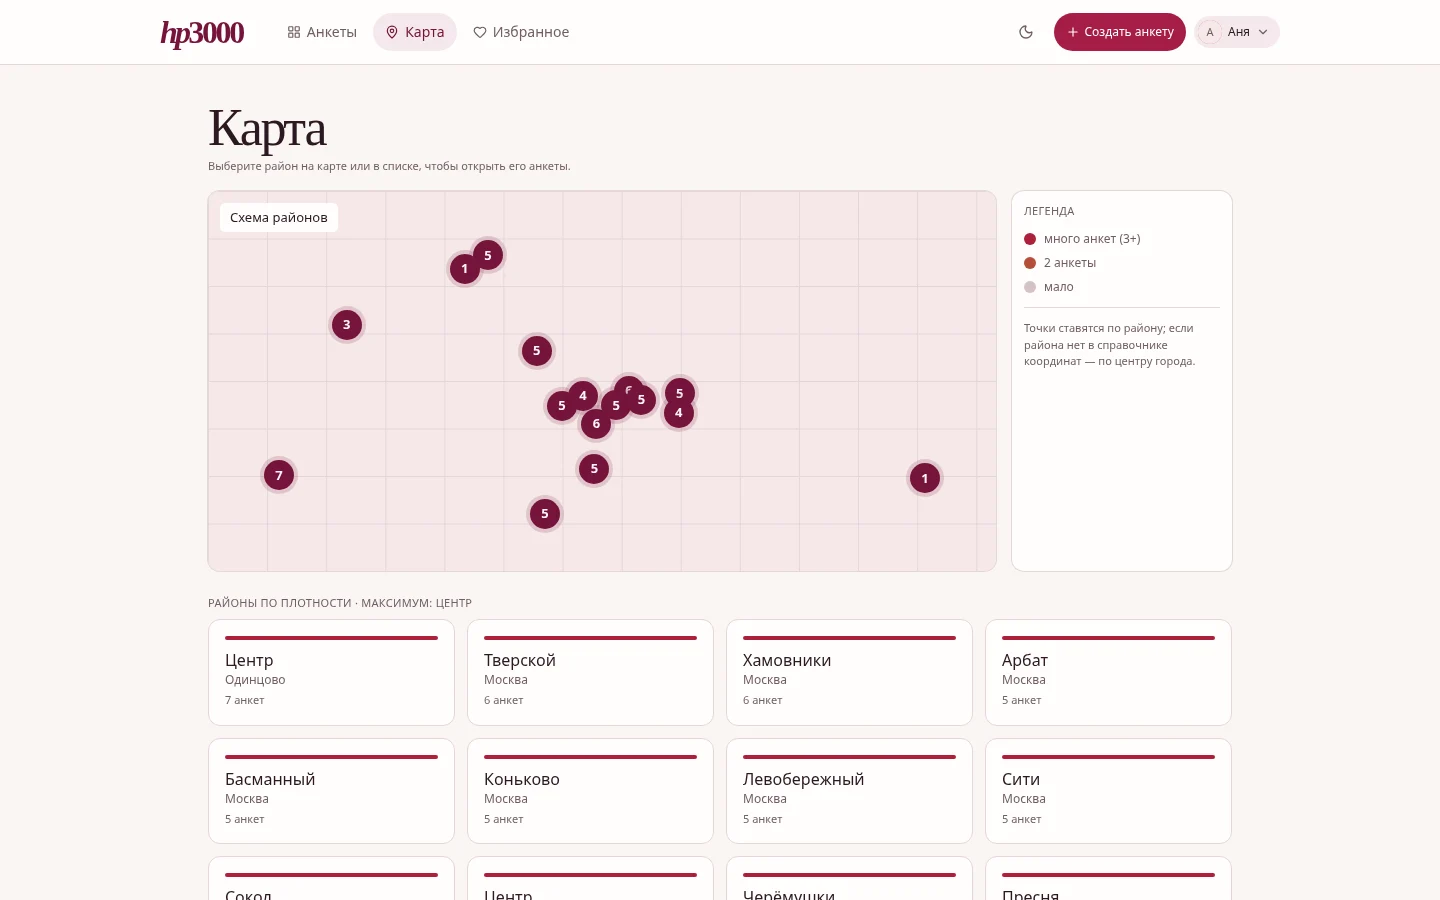 hp3000
Анкеты
Карта
Избранное
Создать анкету
А
Аня
Карта
Выберите район на карте или в списке, чтобы открыть его анкеты.
Схема районов
5
1
3
5
4
5
6
5
5
5
4
6
7
5
5
1
ЛЕГЕНДА
много анкет (3+)
2 анкеты
мало
Точки ставятся по району; если
района нет в справочнике
координат — по центру города.
РАЙОНЫ ПО ПЛОТНОСТИ · МАКСИМУМ: ЦЕНТР
Центр
Одинцово
7 анкет
Тверской
Москва
6 анкет
Хамовники
Москва
6 анкет
Арбат
Москва
5 анкет
Басманный
Москва
5 анкет
Коньково
Москва
5 анкет
Левобережный
Москва
5 анкет
Сити
Москва
5 анкет
Сокол
Центр
Черёмушки
Пресня